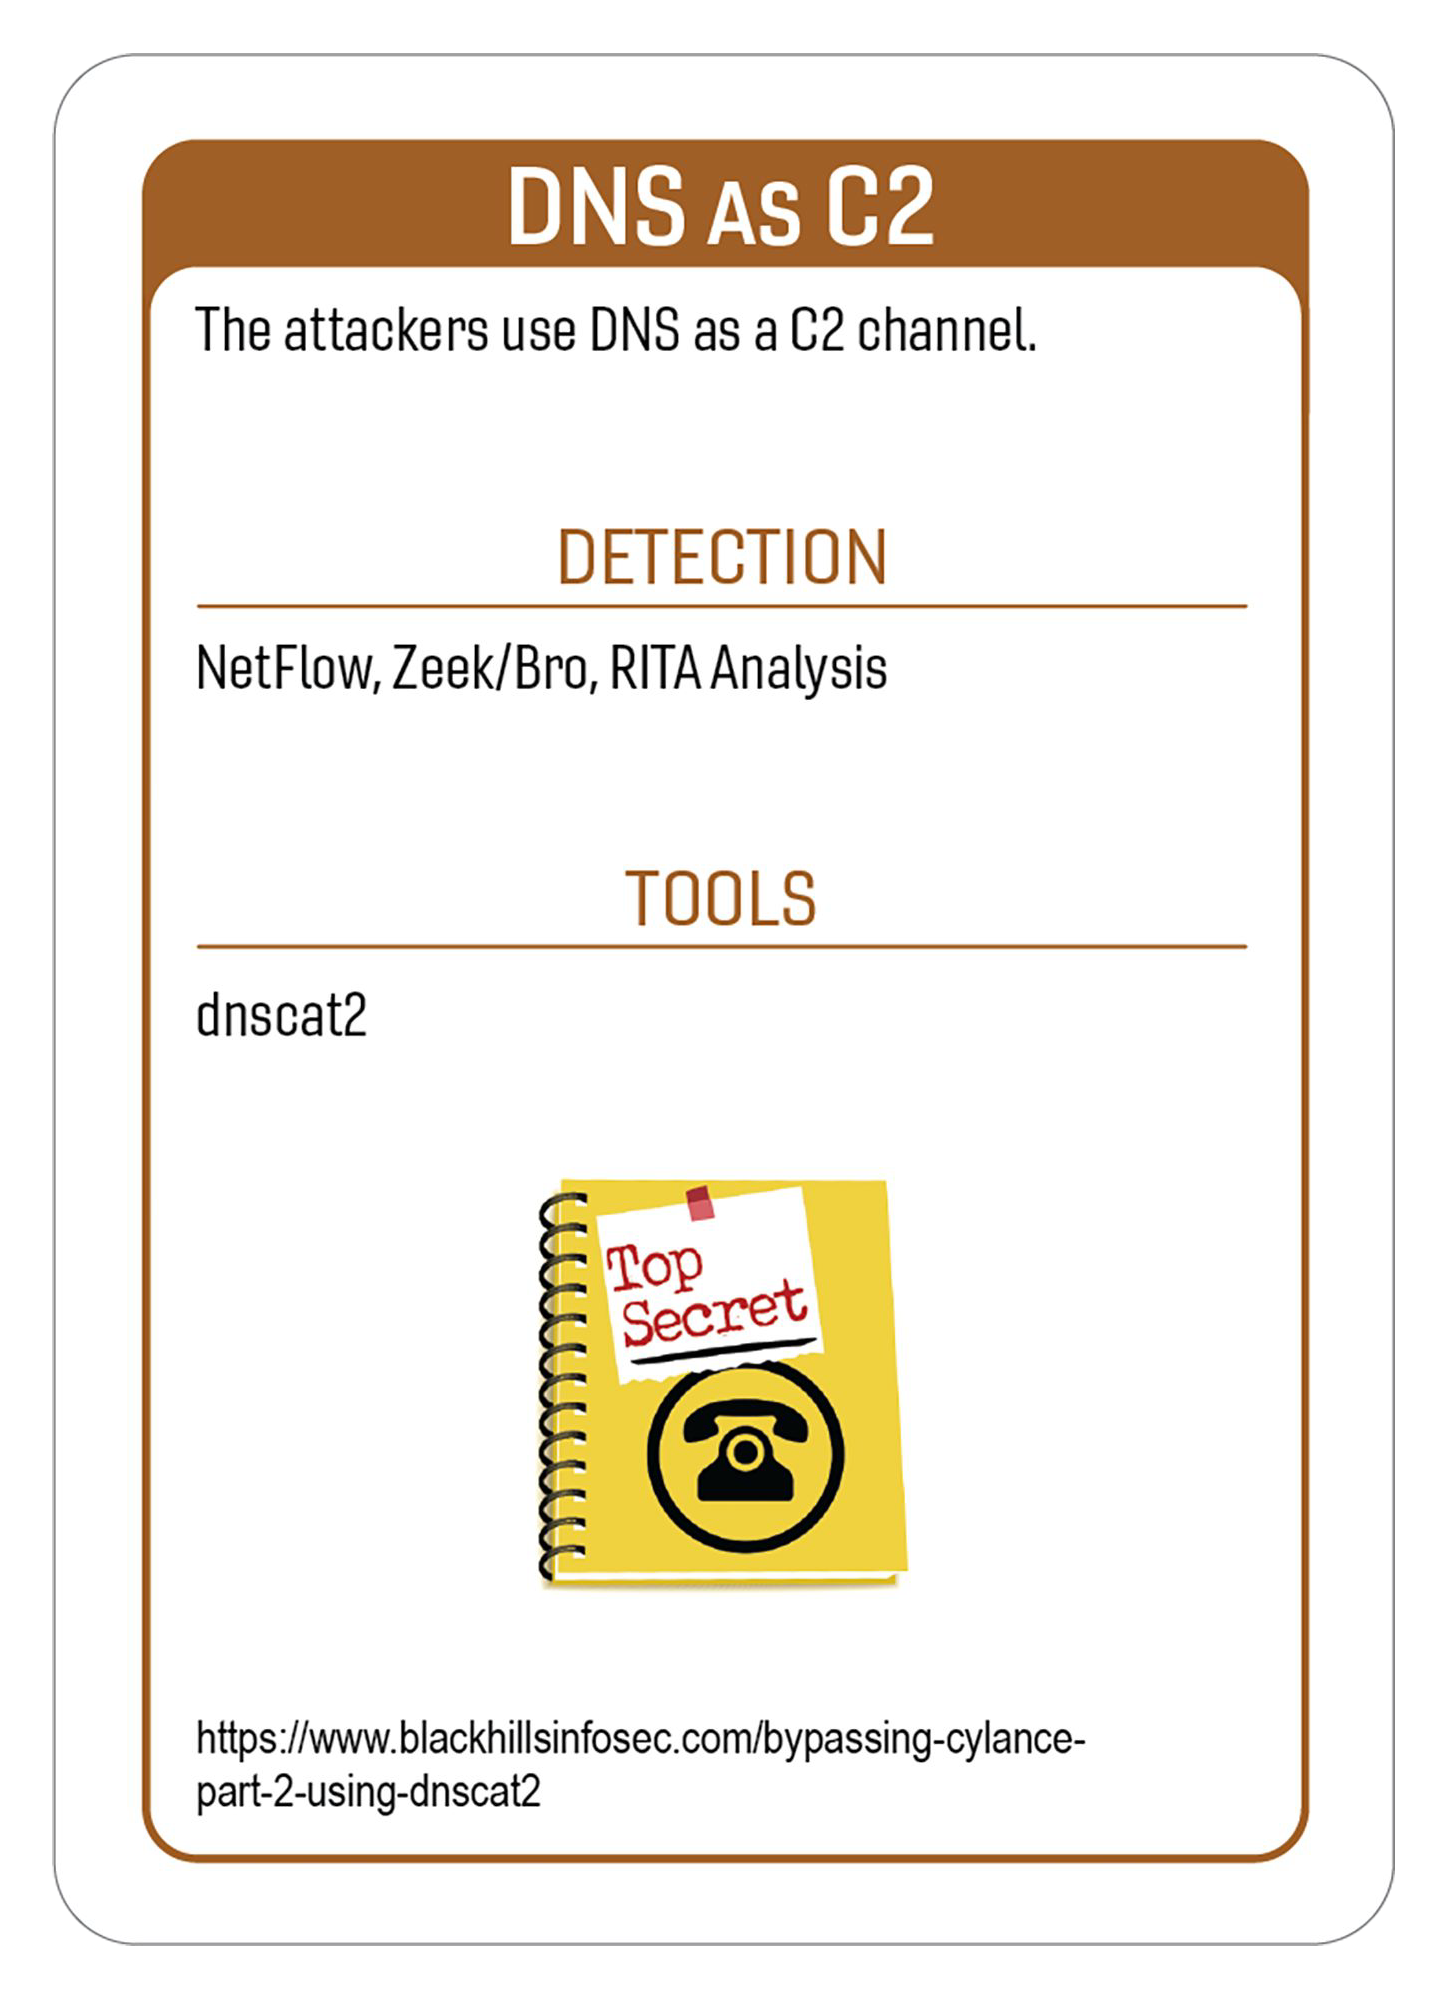 DNS AS C2
The attackers use DNS as a C2 channel.
DETECTION
NetFlow, Zeek/Bro, RITA Analysis
TOOLS
dnscat2
Top
Secret
https://www.blackhillsinfosec.com/bypassing-cylance-
part-2-using-dnscat2